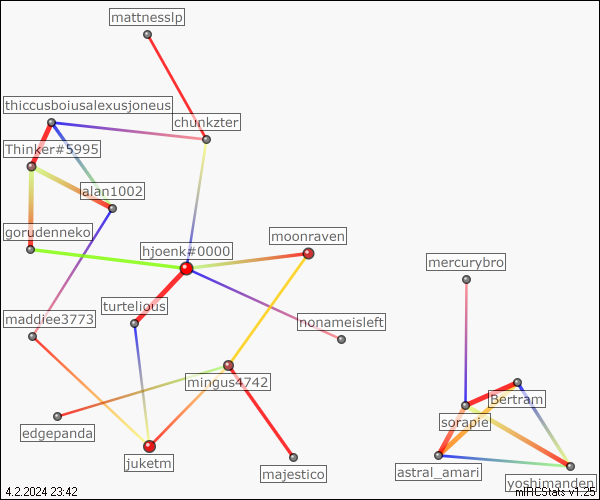 mattnesslp
thiccusboiusalexusjoneus
chunkzter
Thinker#5995
alan1002
gorudenneko
moonraven
hjoenk#0000
mercurybro
turtelious
maddiee3773
nonameisleft
mingus4742
Bertram
sorapie
edgepanda
juketm
majestico
astral_amari
yoshimanden
4.2.2024 23:42
mIRCStats v1.25